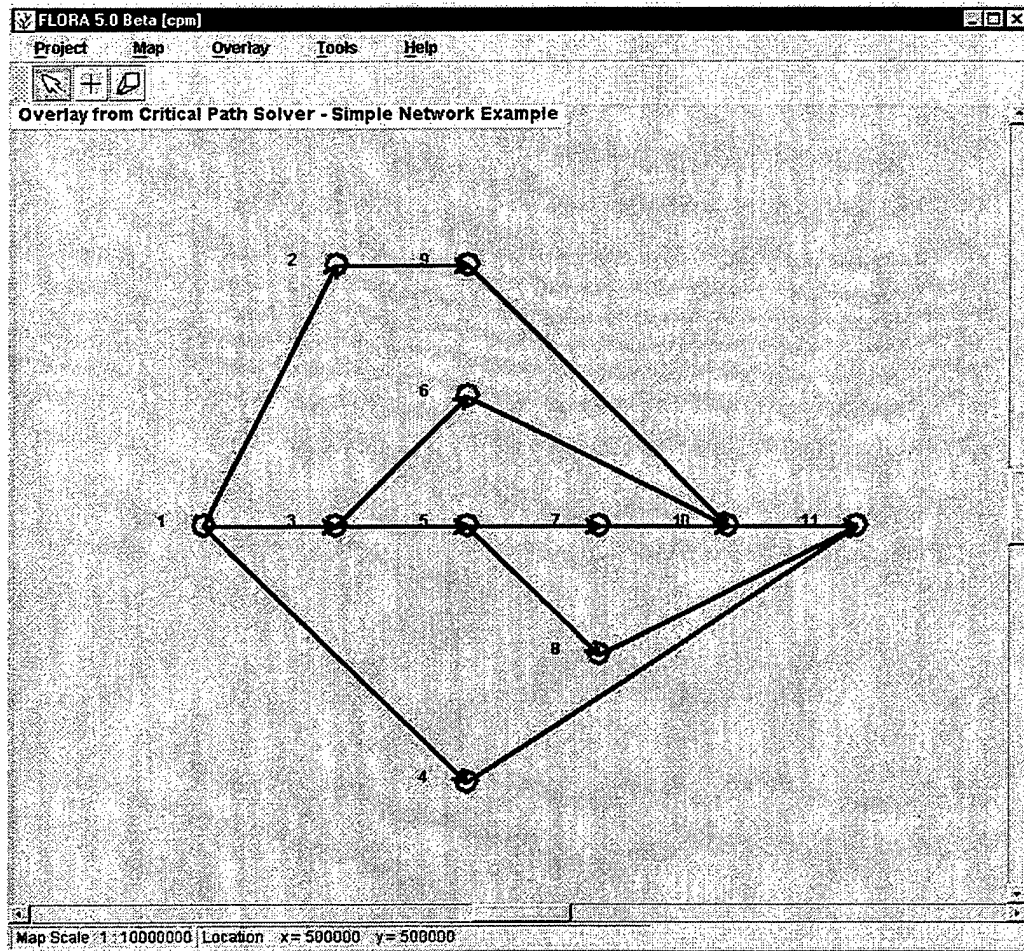 FLORA 5.0 Beta [cpm]
Project Map Overlay Tools Help
Overlay from Critical Path Solver - Simple Network Example
2 9
6
1 3 5 7 10 11
8
4
Map Scale 1 : 10000000 Location x = 500000 y = 500000